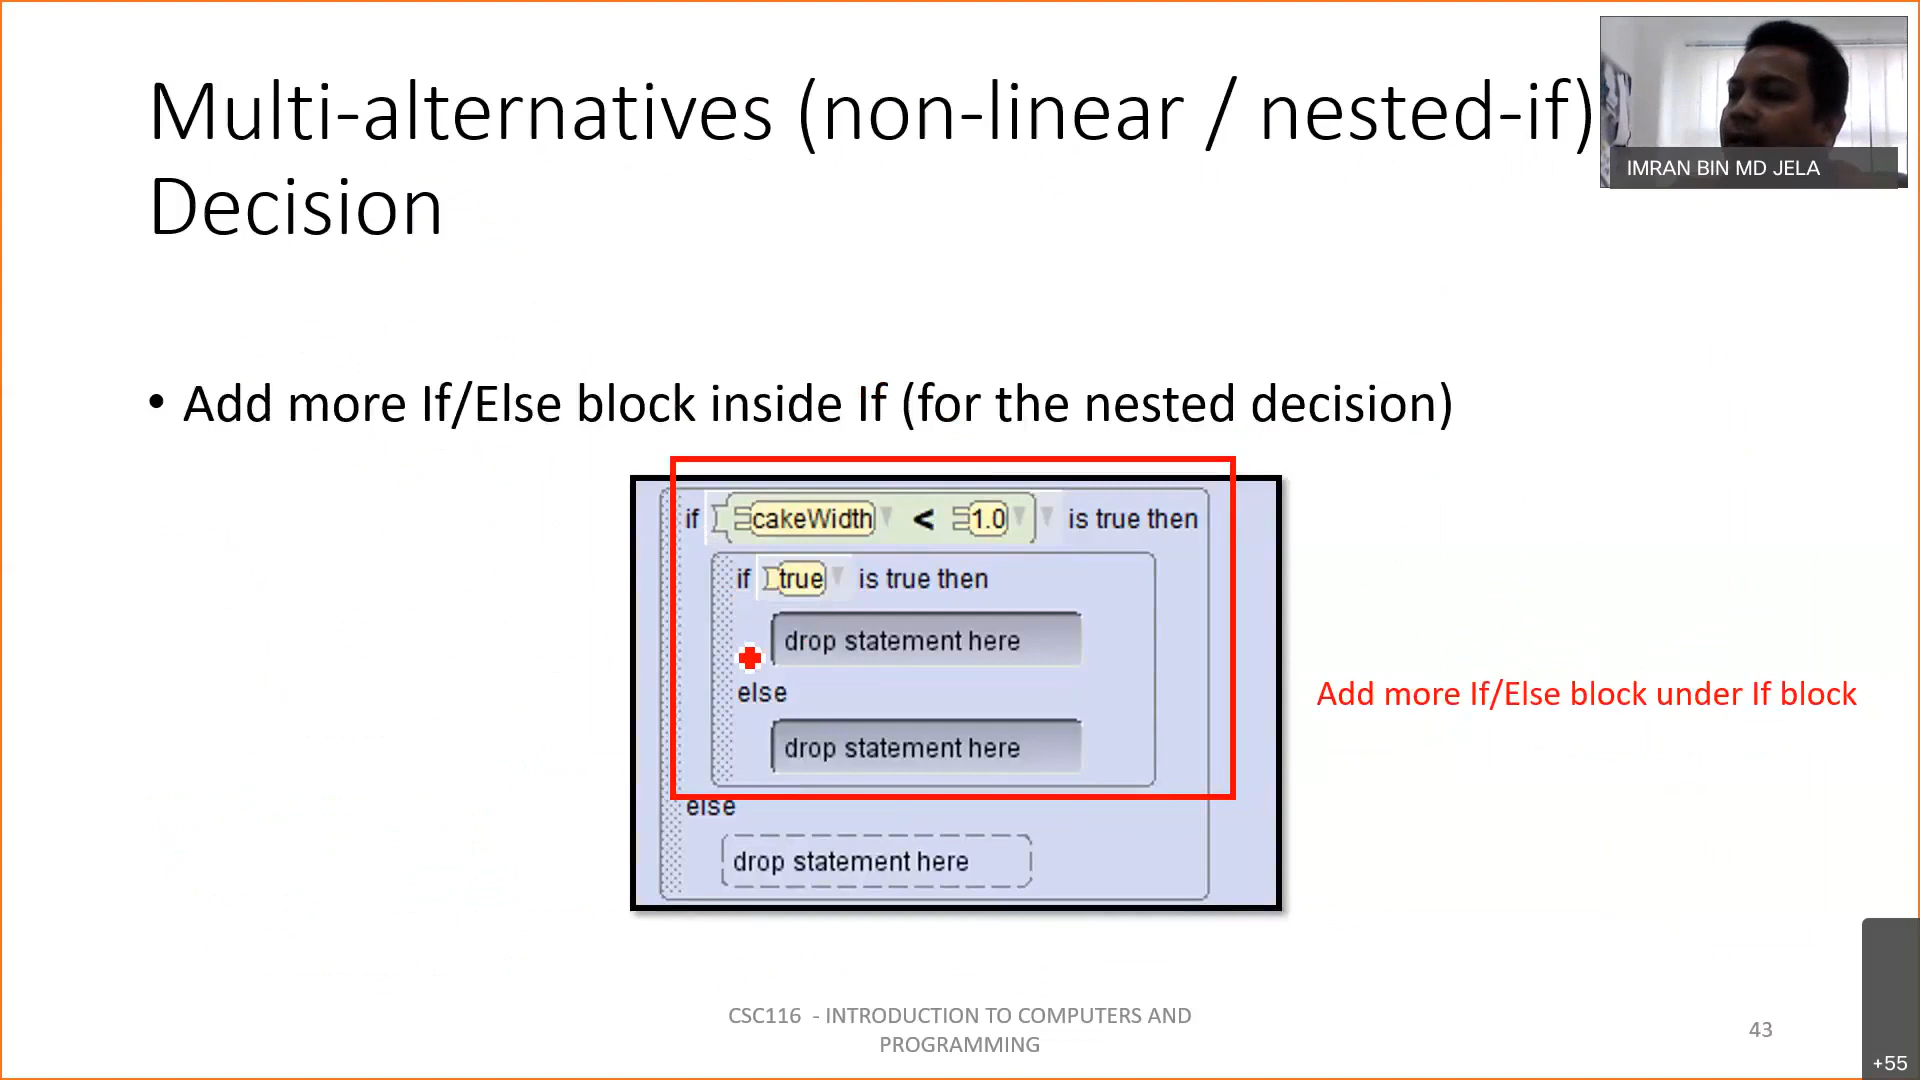 Multi-alternatives (non-linear / nested-if)
Decision
IMRAN BIN MD JELA
• Add more If/Else block inside If (for the nested decision)
if cakeWidth < 1.0 is true then
if true is true then
drop statement here
else
drop statement here
else
drop statement here
Add more If/Else block under If block
CSC116 - INTRODUCTION TO COMPUTERS AND
PROGRAMMING
43
+55